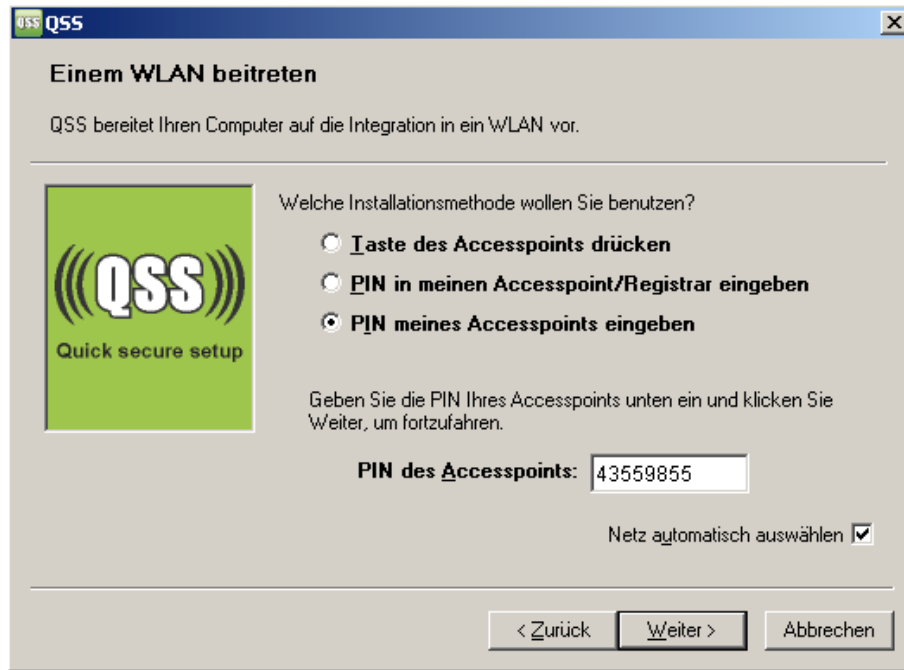 QSS QSS
Einem WLAN beitreten
QSS bereitet Ihren Computer auf die Integration in ein WLAN vor.
Welche Installationsmethode wollen Sie benutzen?
Taste des Accesspoints drücken
PIN in meinen Accesspoint/Registrar eingeben
PIN meines Accesspoints eingeben
(((QSS)))
Quick secure setup
Geben Sie die PIN Ihres Accesspoints unten ein und klicken Sie
Weiter, um fortzufahren.
PIN des Accesspoints: 43559855
Netz automatisch auswählen
< Zurück Weiter > Abbrechen